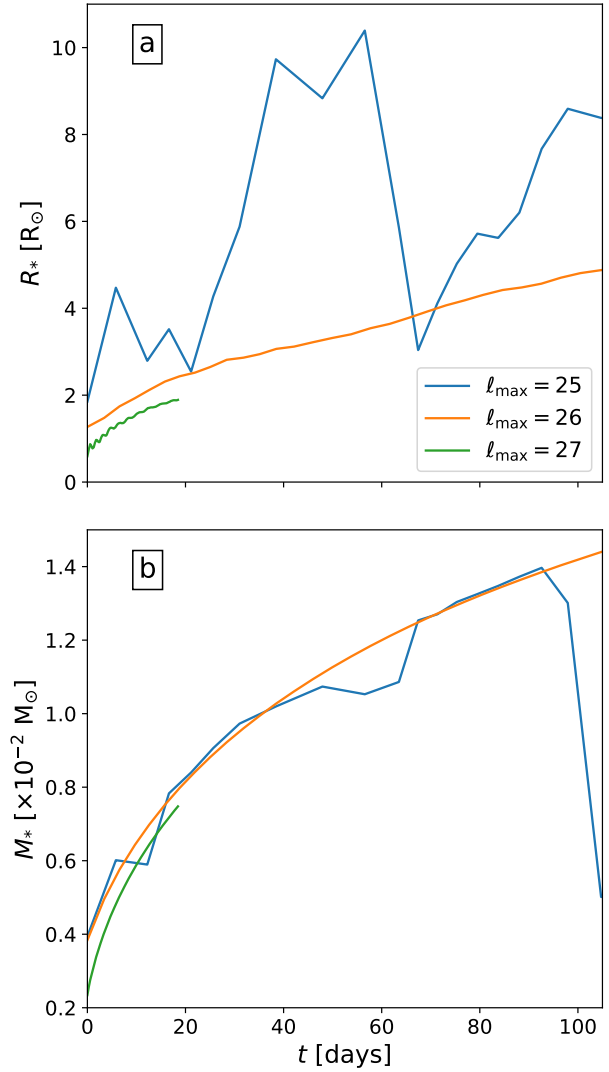 a
10
8
6
4
2
0
R* [R⊙]
ℓmax = 25
ℓmax = 26
ℓmax = 27
b
1.4
1.2
1.0
0.8
0.6
0.4
0.2
M* [×10⁻² M⊙]
0 20 40 60 80 100
t [days]